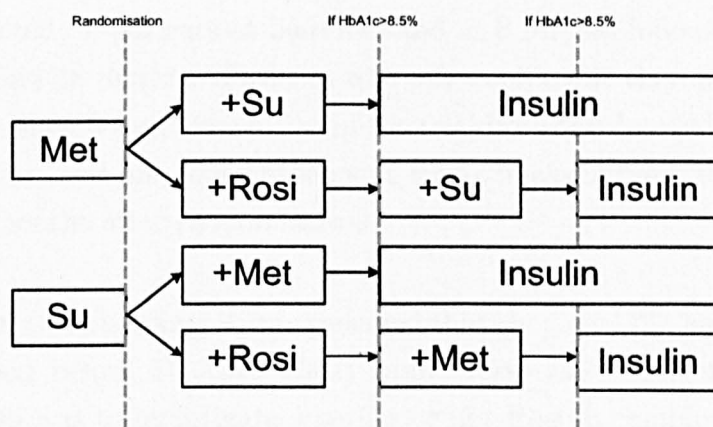 Randomisation If HbA1c>8.5% If HbA1c>8.5%
+Su Insulin
Met
+Rosi +Su Insulin
+Met Insulin
Su
+Rosi +Met Insulin